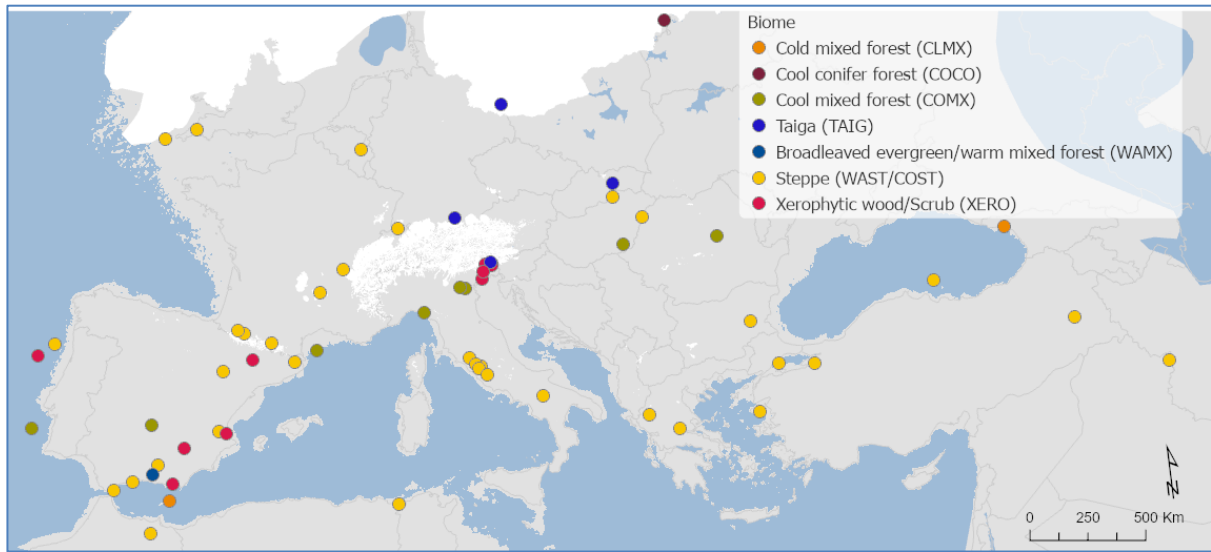 Biome
Cold mixed forest (CLMX)
Cool conifer forest (COCO)
Cool mixed forest (COMX)
Taiga (TAIG)
Broadleaved evergreen/warm mixed forest (WAMX)
Steppe (WAST/COST)
Xerophytic wood/Scrub (XERO)
N
0 250 500 Km